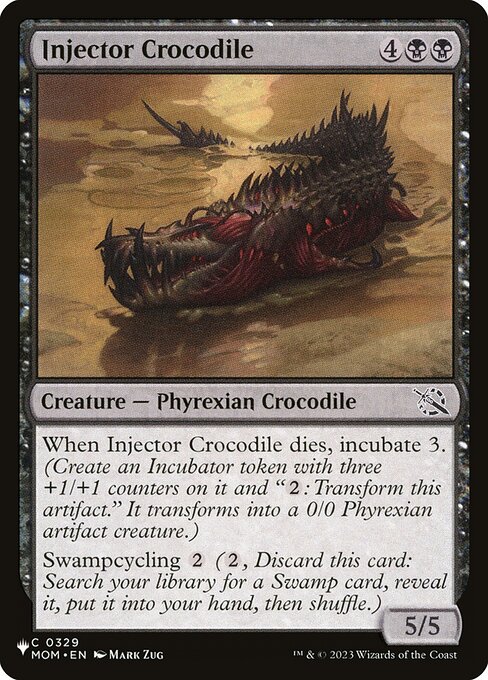 Injector Crocodile 4
Creature — Phyrexian Crocodile
When Injector Crocodile dies, incubate 3.
(Create an Incubator token with three
+1/+1 counters on it and “2: Transform this
artifact.” It transforms into a 0/0 Phyrexian
artifact creature.)
Swampcycling 2 (2, Discard this card:
Search your library for a Swamp card, reveal
it, put it into your hand, then shuffle.)
5/5
C 0329
MOM • EN Mark Zug
™ & © 2023 Wizards of the Coast